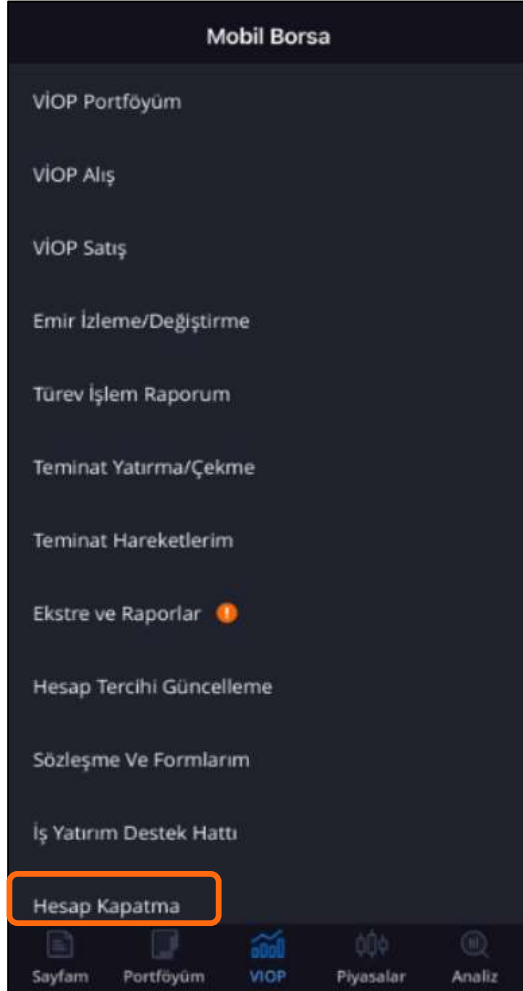 Mobil Borsa
VİOP Portföyüm
VİOP Alış
VİOP Satış
Emir İzleme/Değiştirme
Türev İşlem Raporum
Teminat Yatırma/Çekme
Teminat Hareketlerim
Ekstre ve Raporlar !
Hesap Tercihi Güncelleme
Sözleşme Ve Formlarım
İş Yatırım Destek Hattı
Hesap Kapatma
Sayfam Portföyüm VIOP Piyasalar Analiz